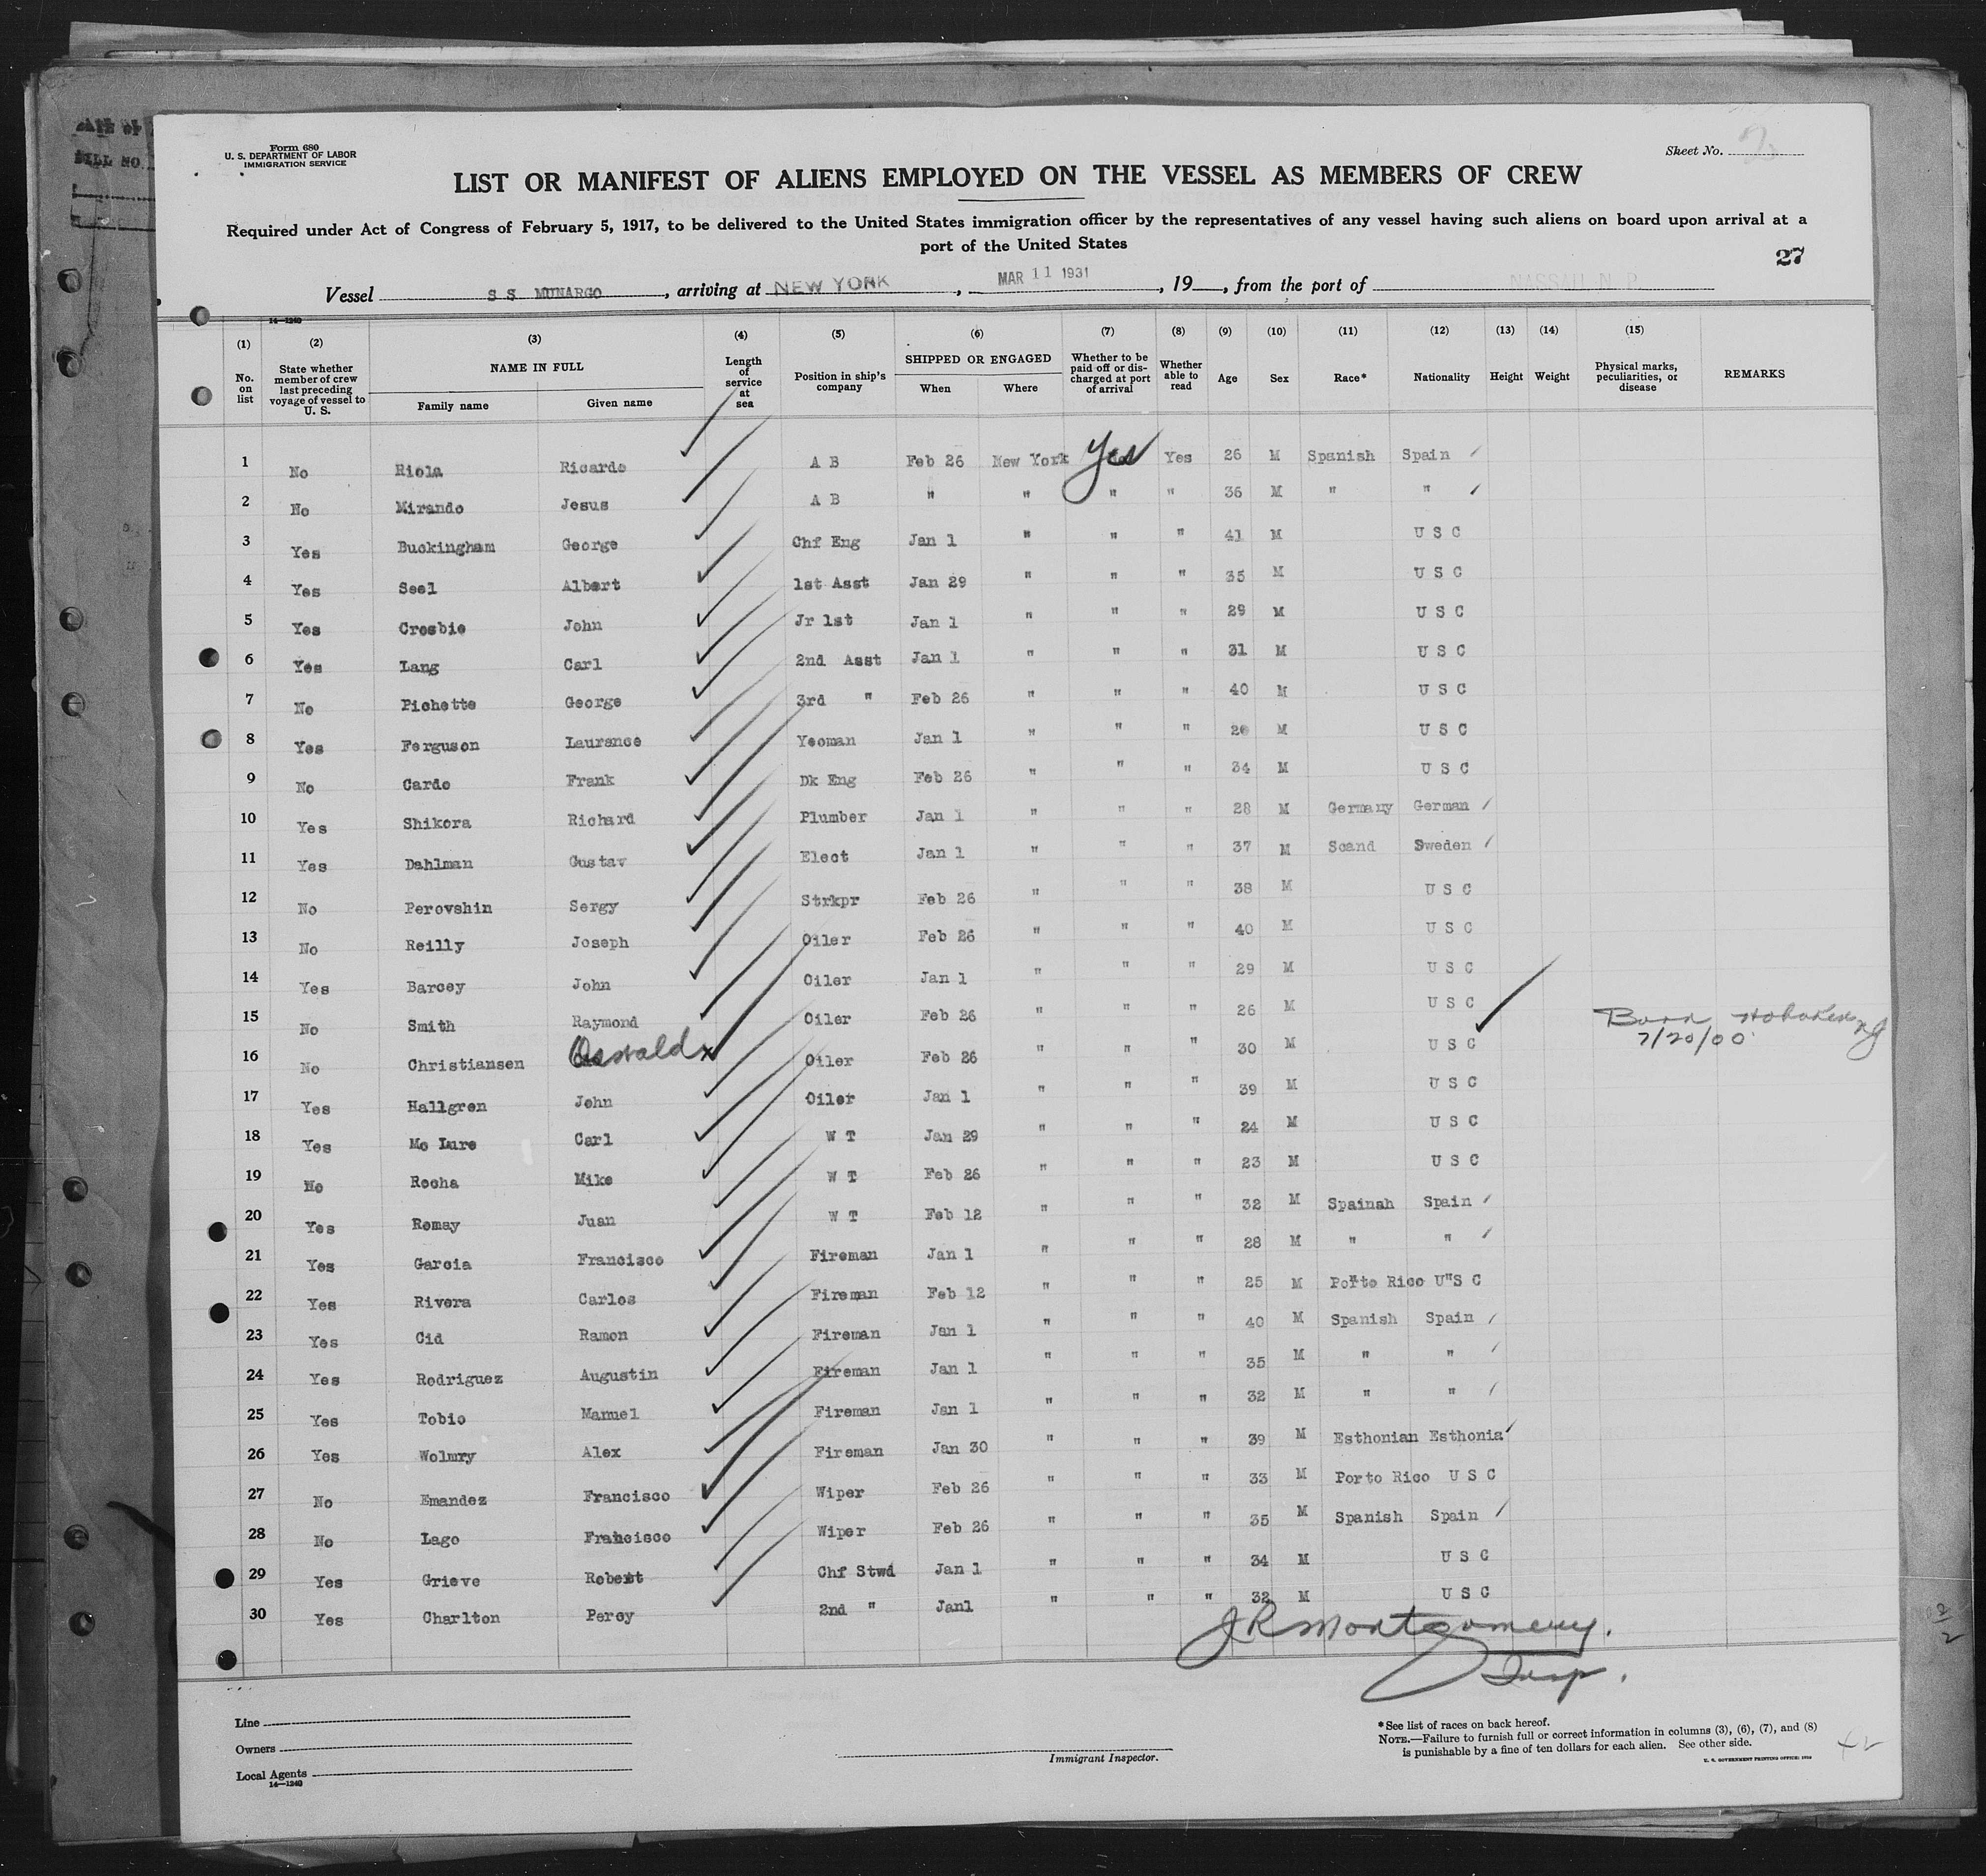 Form 680
U. S. DEPARTMENT OF LABOR
IMMIGRATION SERVICE
Sheet No.
LIST OR MANIFEST OF ALIENS EMPLOYED ON THE VESSEL AS MEMBERS OF CREW
Required under Act of Congress of February 5, 1917, to be delivered to the United States immigration officer by the representatives of any vessel having such aliens on board upon arrival at a
port of the United States
27
Vessel S S MUNARGO, arriving at NEW YORK, MAR 11 1931, 19, from the port of NASSAU N. P.
14—1240
(1) (2) (3) (4) (5) (6) (7) (8) (9) (10) (11) (12) (13) (14) (15)
No. on list
State whether member of crew last preceding voyage of vessel to U. S.
NAME IN FULL
Family name Given name
Length of service at sea
Position in ship's company
SHIPPED OR ENGAGED
When Where
Whether to be paid off or discharged at port of arrival
Whether able to read
Age Sex Race* Nationality Height Weight
Physical marks, peculiarities, or disease
REMARKS
1 No Riola Ricardo A B Feb 26 New York Yes Yes 26 M Spanish Spain
2 No Mirando Jesus A B " " " " 36 M " "
3 Yes Buckingham George Chf Eng Jan 1 " " " 41 M U S C
4 Yes Seel Albert 1st Asst Jan 29 " " " 35 M U S C
5 Yes Crosbie John Jr 1st Jan 1 " " " 29 M U S C
6 Yes Lang Carl 2nd Asst Jan 1 " " " 31 M U S C
7 No Pichette George 3rd " Feb 26 " " " 40 M U S C
8 Yes Ferguson Laurance Yeoman Jan 1 " " " M U S C
9 No Cardo Frank Dk Eng Feb 26 " " " 34 M U S C
10 Yes Shikora Richard Plumber Jan 1 " " " 28 M Germany German
11 Yes Dahlman Gustav Elect Jan 1 " " " 37 M Scand Sweden
12 No Perovshin Sergy Strkpr Feb 26 " " " 38 M U S C
13 No Reilly Joseph Oiler Feb 26 " " " 40 M U S C
14 Yes Barcey John Oiler Jan 1 " " " 29 M U S C
15 No Smith Raymond Oiler Feb 26 " " " 26 M U S C
16 No Christiansen Oswald x Oiler Feb 26 " " " 30 M U S C Born Hoboken NJ
7/20/00
17 Yes Hallgren John Oiler Jan 1 " " " 39 M U S C
18 Yes Mc Lure Carl W T Jan 29 " " " 24 M U S C
19 No Rocha Mike W T Feb 26 " " " 23 M U S C
20 Yes Romay Juan W T Feb 12 " " " 32 M Spainsh Spain
21 Yes Garcia Francisco Fireman Jan 1 " " " 28 M " "
22 Yes Rivera Carlos Fireman Feb 12 " " " 25 M Porto Rico U"S C
23 Yes Cid Ramon Fireman Jan 1 " " " 40 M Spanish Spain
24 Yes Rodriguez Augustin Fireman Jan 1 " " " 35 M " "
25 Yes Tobio Manuel Fireman Jan 1 " " " 32 M " "
26 Yes Wolmry Alex Fireman Jan 30 " " " 39 M Esthonian Esthonia
27 No Emandez Francisco Wiper Feb 26 " " " 33 M Porto Rico U S C
28 No Lago Francisco Wiper Feb 26 " " " 35 M Spanish Spain
29 Yes Grieve Robert Chf Stwd Jan 1 " " " 34 M U S C
30 Yes Charlton Percy 2nd " Jan1 " " " 32 M U S C
J R Montgomery.
Insp.
Line
Owners
Local Agents
14—1240
Immigrant Inspector.
*See list of races on back hereof.
NOTE.—Failure to furnish full or correct information in columns (3), (6), (7), and (8)
is punishable by a fine of ten dollars for each alien. See other side.